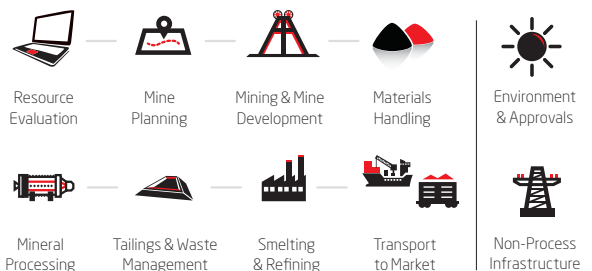 Resource
Evaluation
Mine
Planning
Mining & Mine
Development
Materials
Handling
Environment
& Approvals
Mineral
Processing
Tailings & Waste
Management
Smelting
& Refining
Transport
to Market
Non-Process
Infrastructure